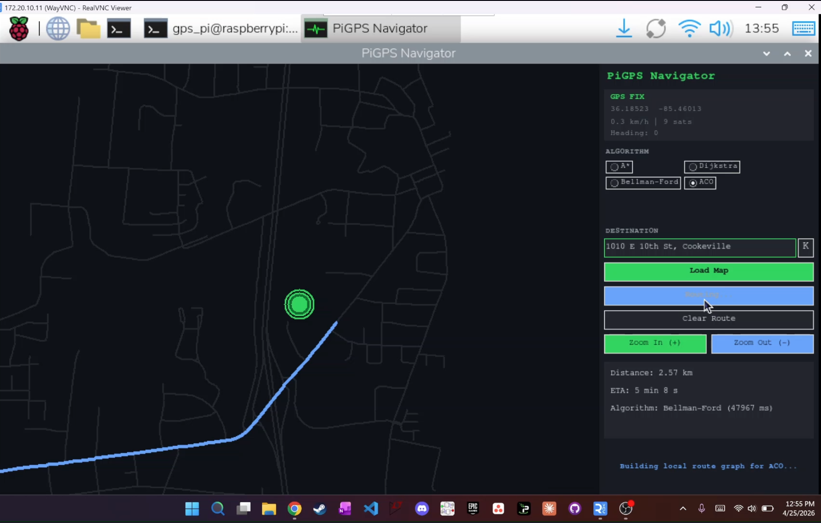 172.20.10.11 (WayVNC) - RealVNC Viewer
gps_pi@raspberrypi:... PiGPS Navigator 13:55
PiGPS Navigator
PiGPS Navigator
GPS FIX
36.18523 -85.46013
0.3 km/h | 9 sats
Heading: 0
ALGORITHM
A* Dijkstra
Bellman-Ford ACO
DESTINATION
1010 E 10th St, Cookeville K
Load Map
Clear Route
Zoom In (+) Zoom Out (-)
Distance: 2.57 km
ETA: 5 min 8 s
Algorithm: Bellman-Ford (47967 ms)
Building local route graph for ACO...
12:55 PM
4/25/2026